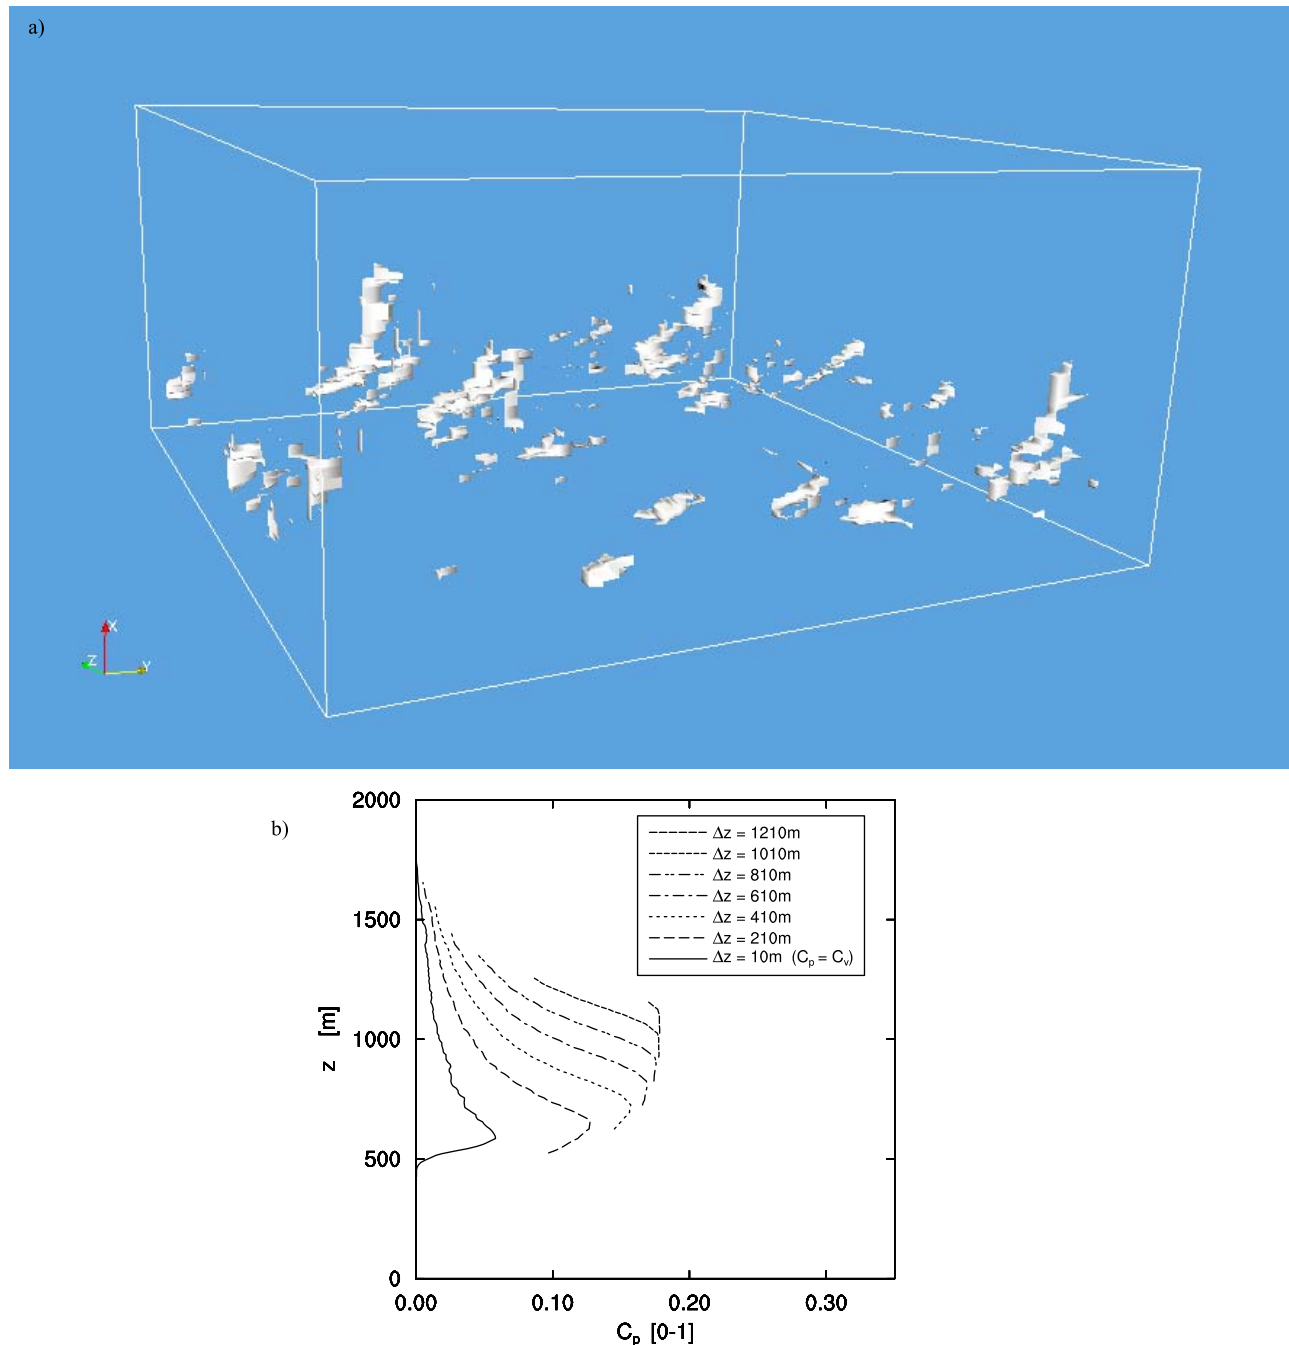 a)
X
Z
Y
b)
2000
1500
1000
500
0
z [m]
Δz = 1210m
Δz = 1010m
Δz = 810m
Δz = 610m
Δz = 410m
Δz = 210m
Δz = 10m (Cp = Cv)
0.00 0.10 0.20 0.30
Cp [0-1]